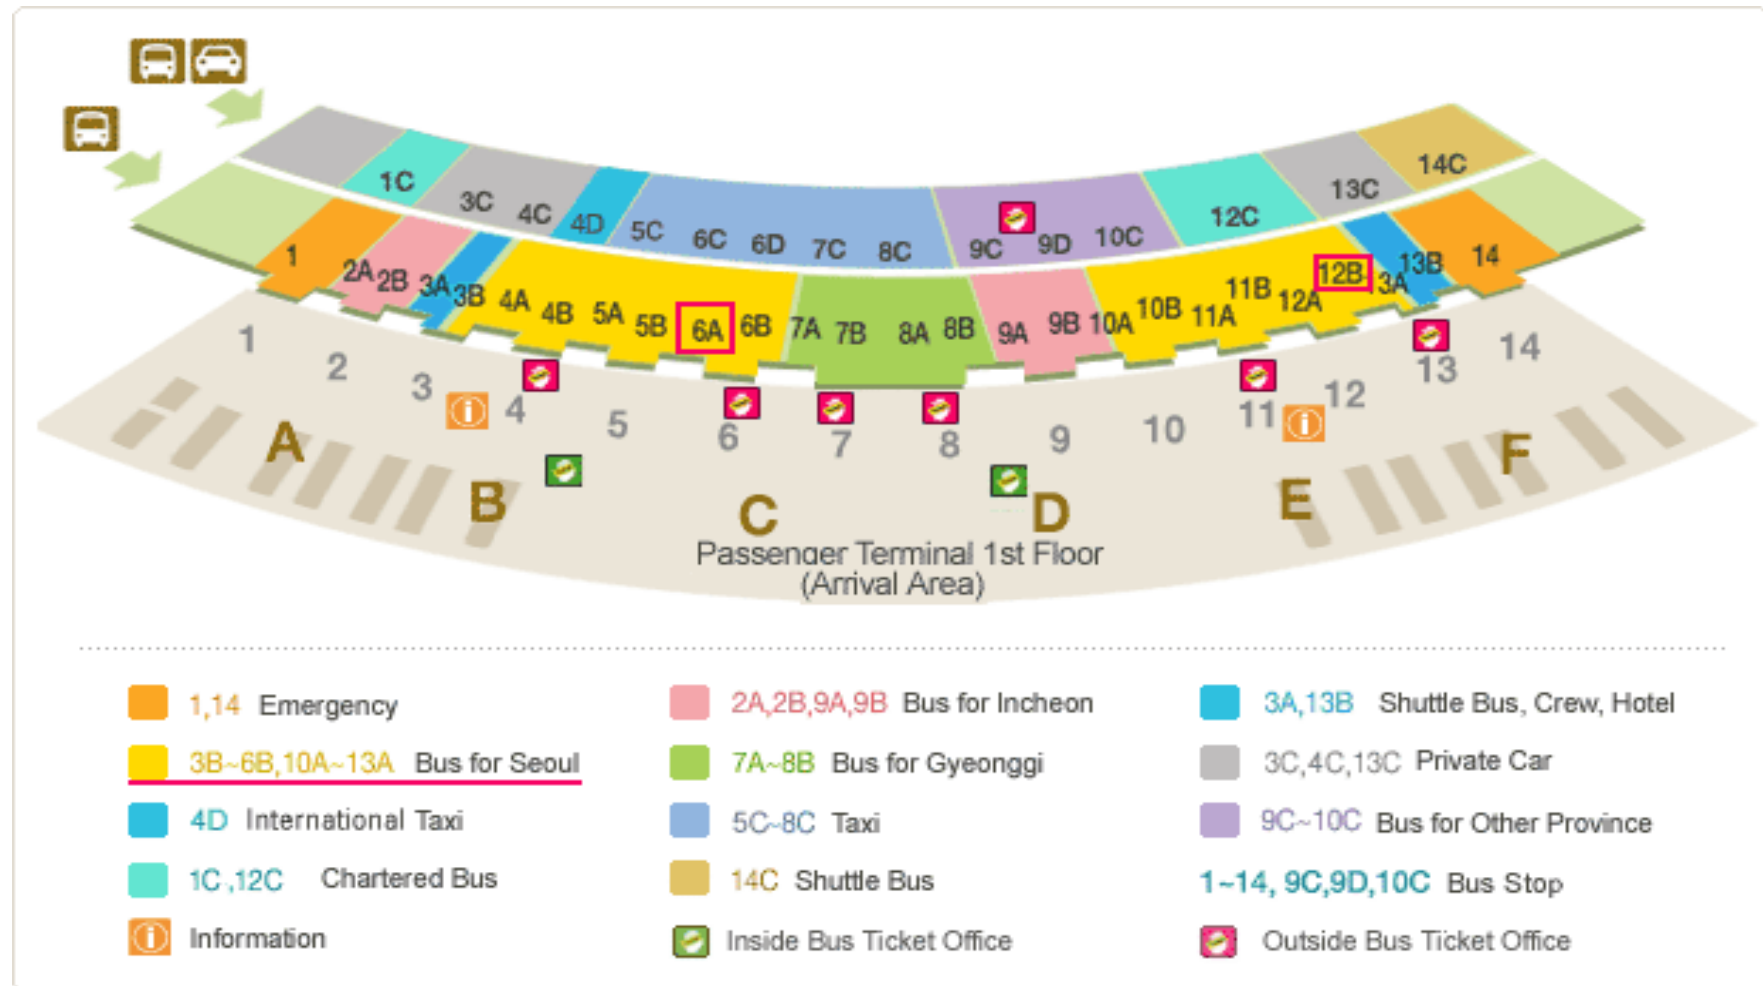 1C
3C
4C
4D
5C
6C
6D
7C
8C
9C
9D
10C
12C
13C
14C
1
2A
2B
3A
3B
4A
4B
5A
5B
6A
6B
7A
7B
8A
8B
9A
9B
10A
10B
11A
11B
12A
12B
13A
13B
14
1
2
3
4
5
6
7
8
9
10
11
12
13
14
A
B
C
D
E
F
Passenger Terminal 1st Floor
(Arrival Area)
1,14 Emergency
2A,2B,9A,9B Bus for Incheon
3A,13B Shuttle Bus, Crew, Hotel
3B~6B,10A~13A Bus for Seoul
7A~8B Bus for Gyeonggi
3C,4C,13C Private Car
4D International Taxi
5C~8C Taxi
9C~10C Bus for Other Province
1C,12C Chartered Bus
14C Shuttle Bus
1~14, 9C,9D,10C Bus Stop
Information
Inside Bus Ticket Office
Outside Bus Ticket Office